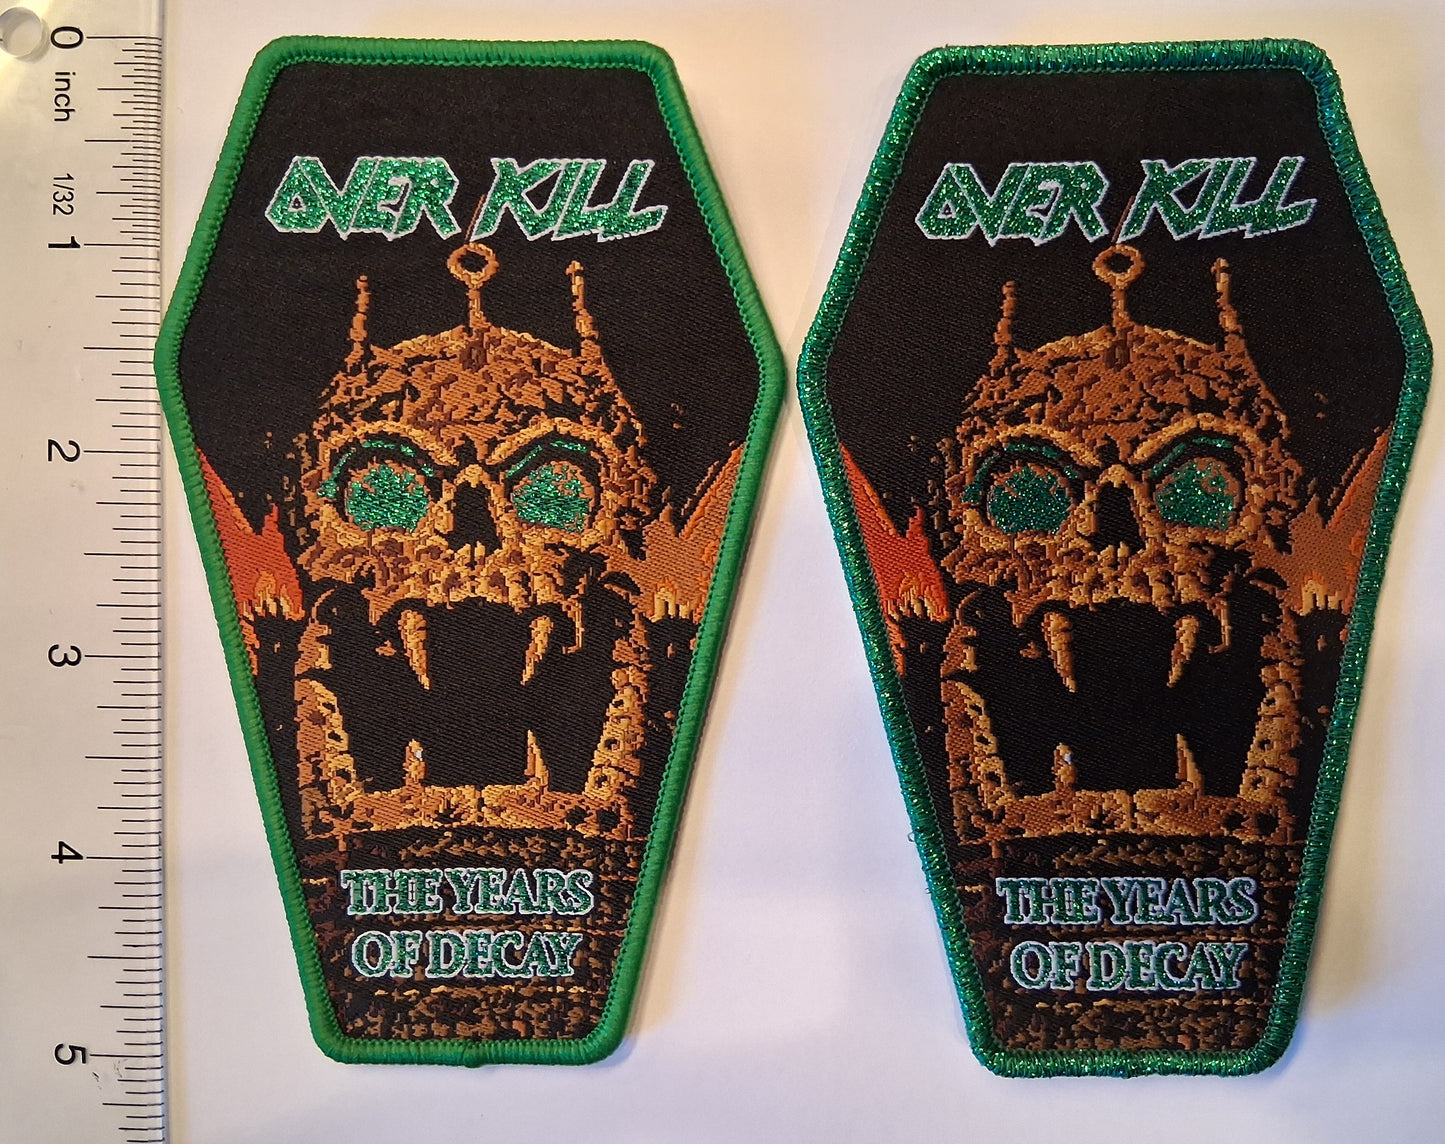 0
inch
1/32
1
2
3
4
5
OVER KILL
THE YEARS
OF DECAY
OVER KILL
THE YEARS
OF DECAY